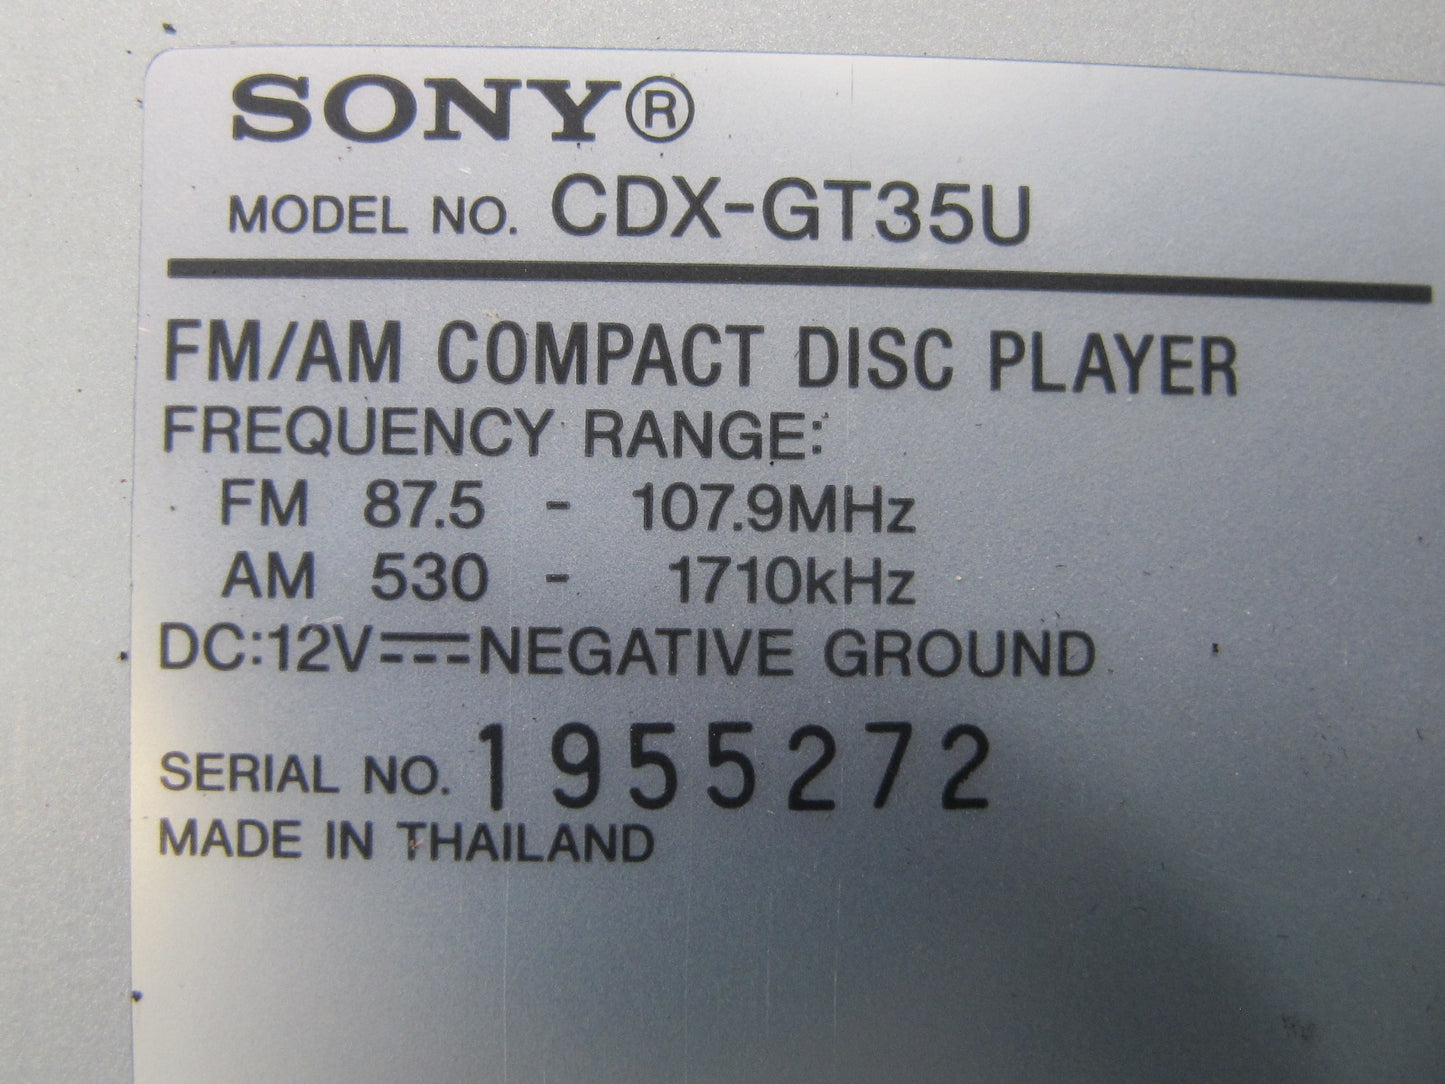 SONY®
MODEL NO. CDX-GT35U
FM/AM COMPACT DISC PLAYER
FREQUENCY RANGE:
FM 87.5 - 107.9MHz
AM 530 - 1710kHz
DC:12V⎓NEGATIVE GROUND
SERIAL NO. 1955272
MADE IN THAILAND